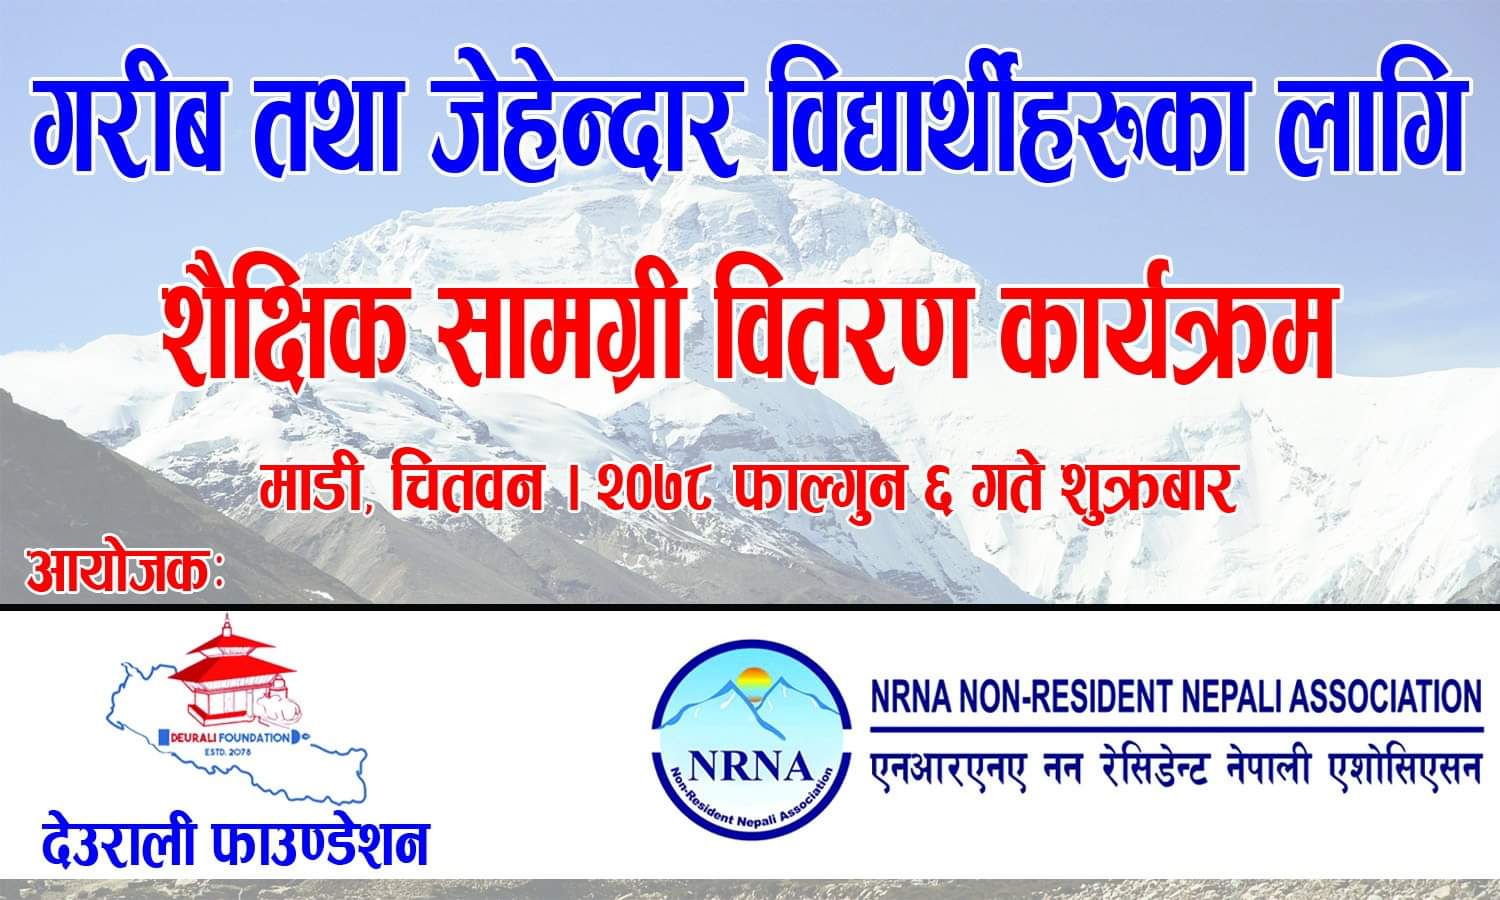 गरीब तथा जेहेन्दार विद्यार्थीहरूका लागि
शैक्षिक सामग्री वितरण कार्यक्रम
माडी, चितवन । २०७८ फाल्गुन ६ गते शुक्रबार
आयोजकः
DEURALI FOUNDATION
ESTD. 2078
देउराली फाउण्डेशन
NRNA
Non-Resident Nepali Association
NRNA NON-RESIDENT NEPALI ASSOCIATION
एनआरएनए नन रेसिडेन्ट नेपाली एशोसिएसन